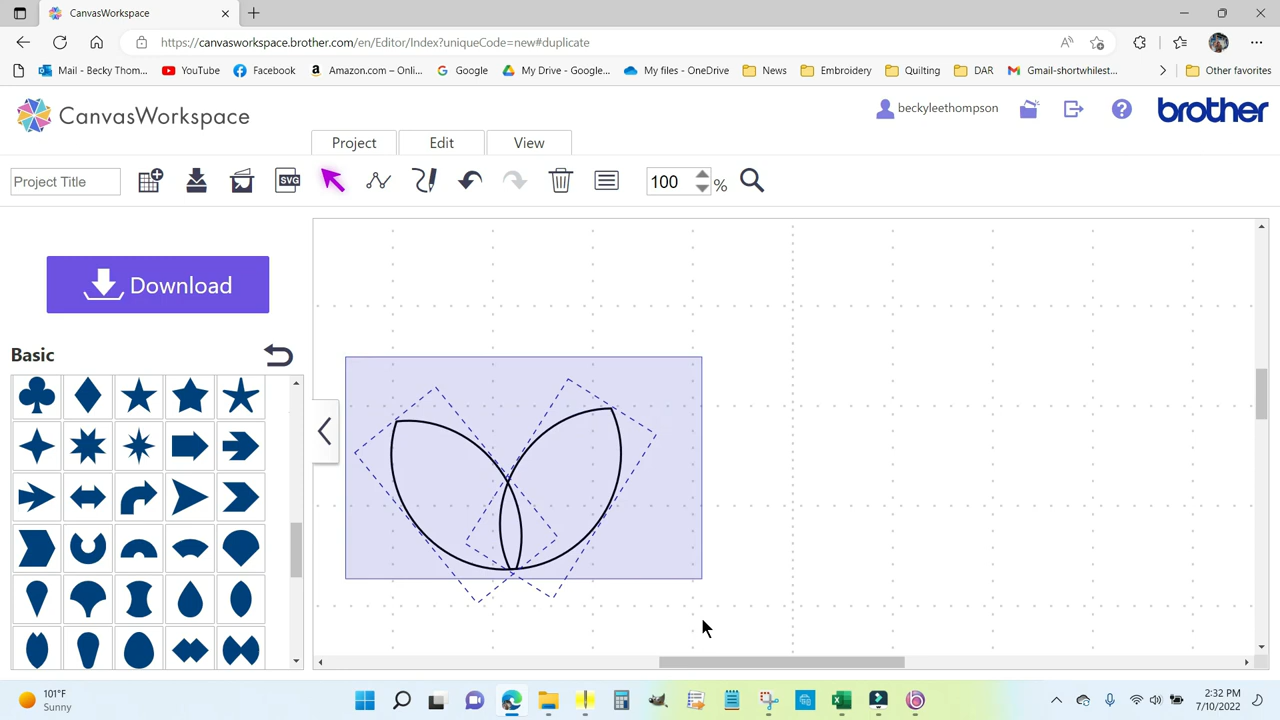 CanvasWorkspace
https://canvasworkspace.brother.com/en/Editor/Index?uniqueCode=new#duplicate
Mail - Becky Thom... YouTube Facebook Amazon.com – Onli... Google My Drive - Google... My files - OneDrive News Embroidery Quilting DAR Gmail-shortwhilest... Other favorites
CanvasWorkspace
beckyleethompson
brother
Project Edit View
Project Title
SVG
100 %
Download
Basic
101°F
Sunny
2:32 PM
7/10/2022